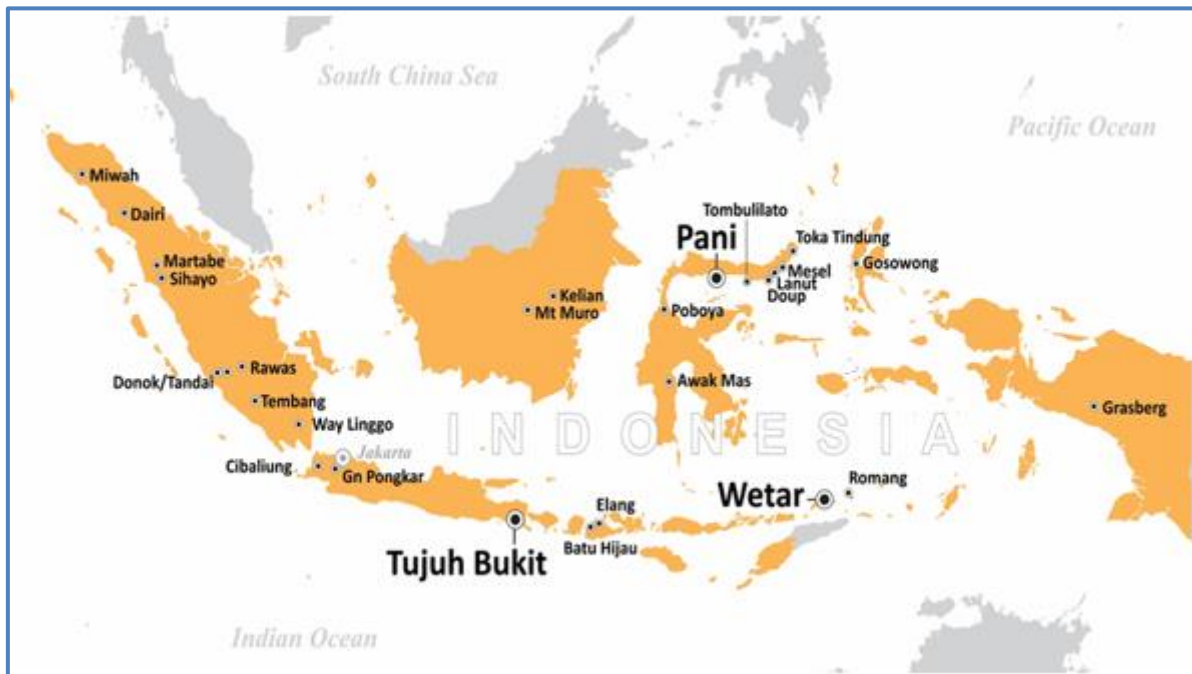 South China Sea
Pacific Ocean
Miwah
Dairi
Martabe
Sihayo
Tombulilato
Pani
Toka Tindung
Gosowong
Mesel
Lanut
Doup
Kelian
Mt Muro
Poboya
Rawas
Donok/Tandai
Tembang
Awak Mas
Way Linggo
INDONESIA
Grasberg
Jakarta
Cibaliung
Gn Pongkar
Romang
Wetar
Elang
Batu Hijau
Tujuh Bukit
Indian Ocean